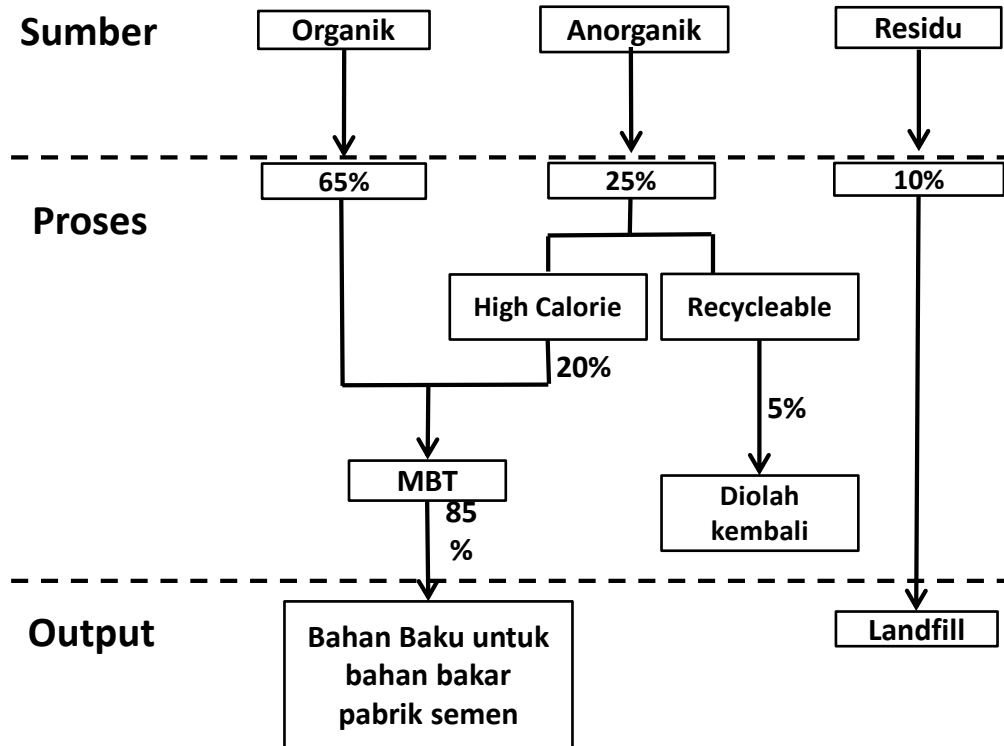 Sumber
Organik
Anorganik
Residu
65%
25%
10%
Proses
High Calorie
Recycleable
20%
5%
MBT
85
%
Diolah
kembali
Output
Bahan Baku untuk
bahan bakar
pabrik semen
Landfill